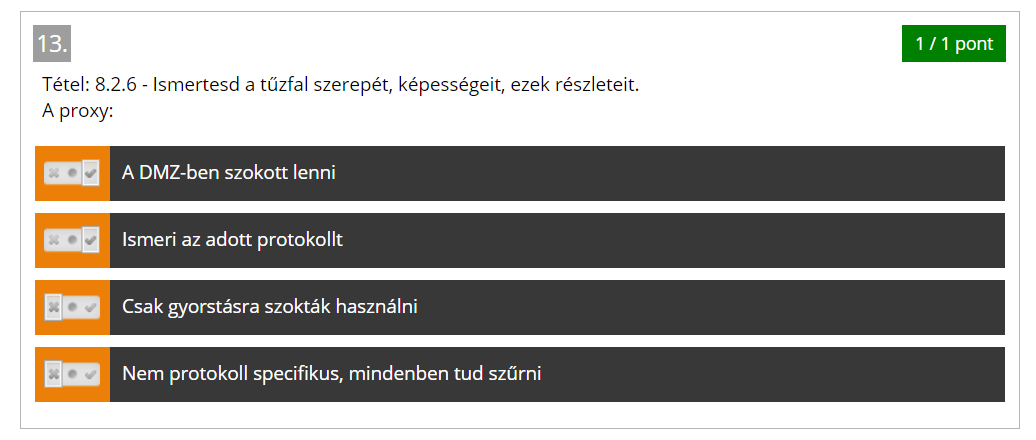 13.
1 / 1 pont
Tétel: 8.2.6 - Ismertesd a tűzfal szerepét, képességeit, ezek részleteit.
A proxy:
A DMZ-ben szokott lenni
Ismeri az adott protokollt
Csak gyorstásra szokták használni
Nem protokoll specifikus, mindenben tud szűrni